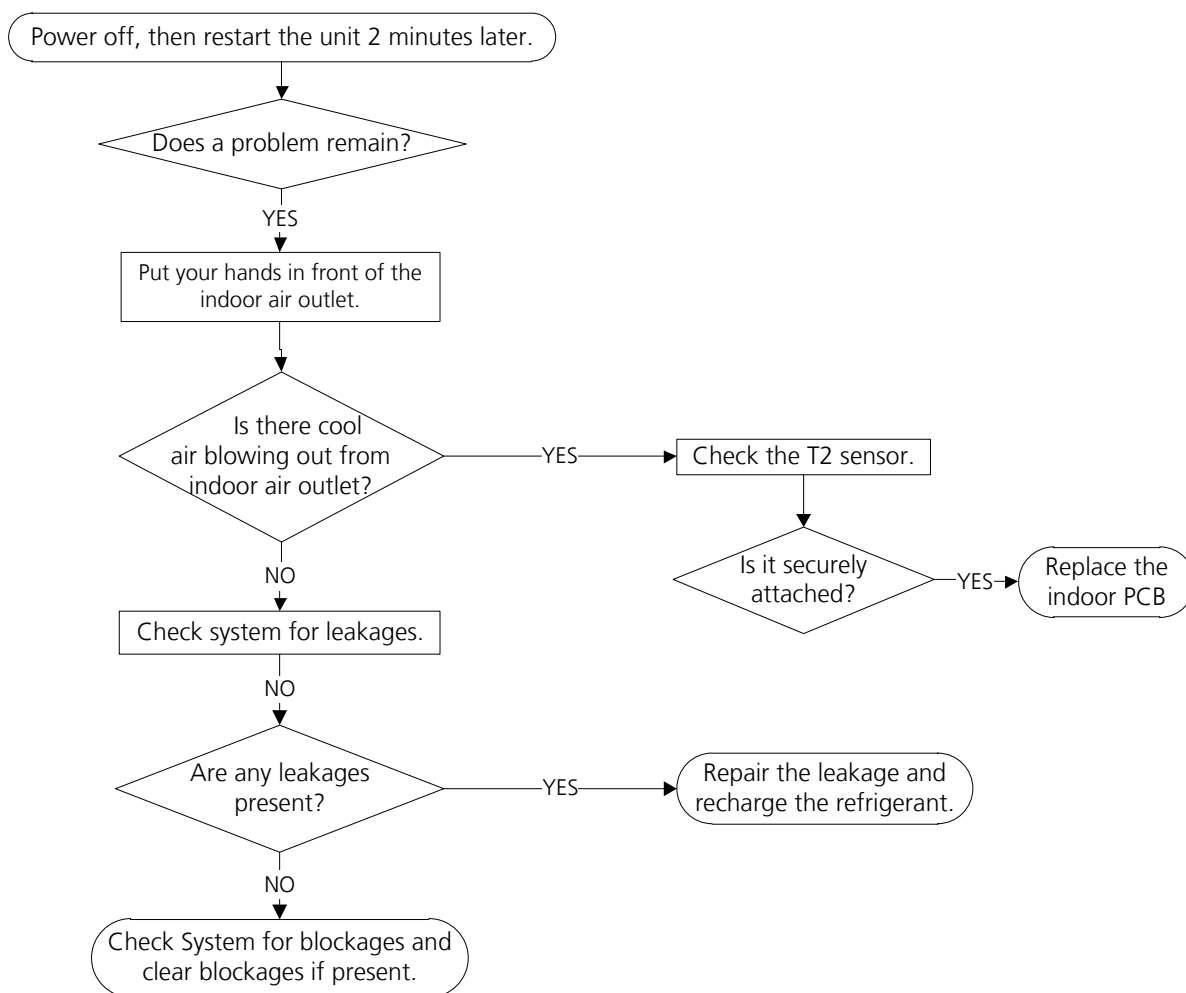 Power off, then restart the unit 2 minutes later.
Does a problem remain?
YES
Put your hands in front of the
indoor air outlet.
Is there cool
air blowing out from
indoor air outlet?
YES
Check the T2 sensor.
Is it securely
attached?
YES
Replace the
indoor PCB
NO
Check system for leakages.
NO
Are any leakages
present?
YES
Repair the leakage and
recharge the refrigerant.
NO
Check System for blockages and
clear blockages if present.